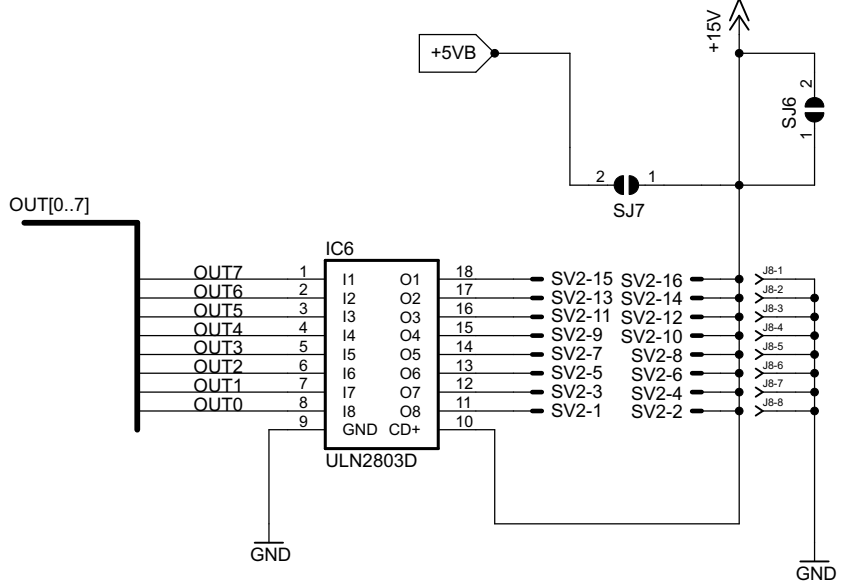 +15V
+5VB
2
SJ6
1
2
1
SJ7
OUT[0..7]
IC6
OUT7 1 I1 O1 18 SV2-15 SV2-16 J8-1
OUT6 2 I2 O2 17 SV2-13 SV2-14 J8-2
OUT5 3 I3 O3 16 SV2-11 SV2-12 J8-3
OUT4 4 I4 O4 15 SV2-9 SV2-10 J8-4
OUT3 5 I5 O5 14 SV2-7 SV2-8 J8-5
OUT2 6 I6 O6 13 SV2-5 SV2-6 J8-6
OUT1 7 I7 O7 12 SV2-3 SV2-4 J8-7
OUT0 8 I8 O8 11 SV2-1 SV2-2 J8-8
9 GND CD+ 10
ULN2803D
GND
GND